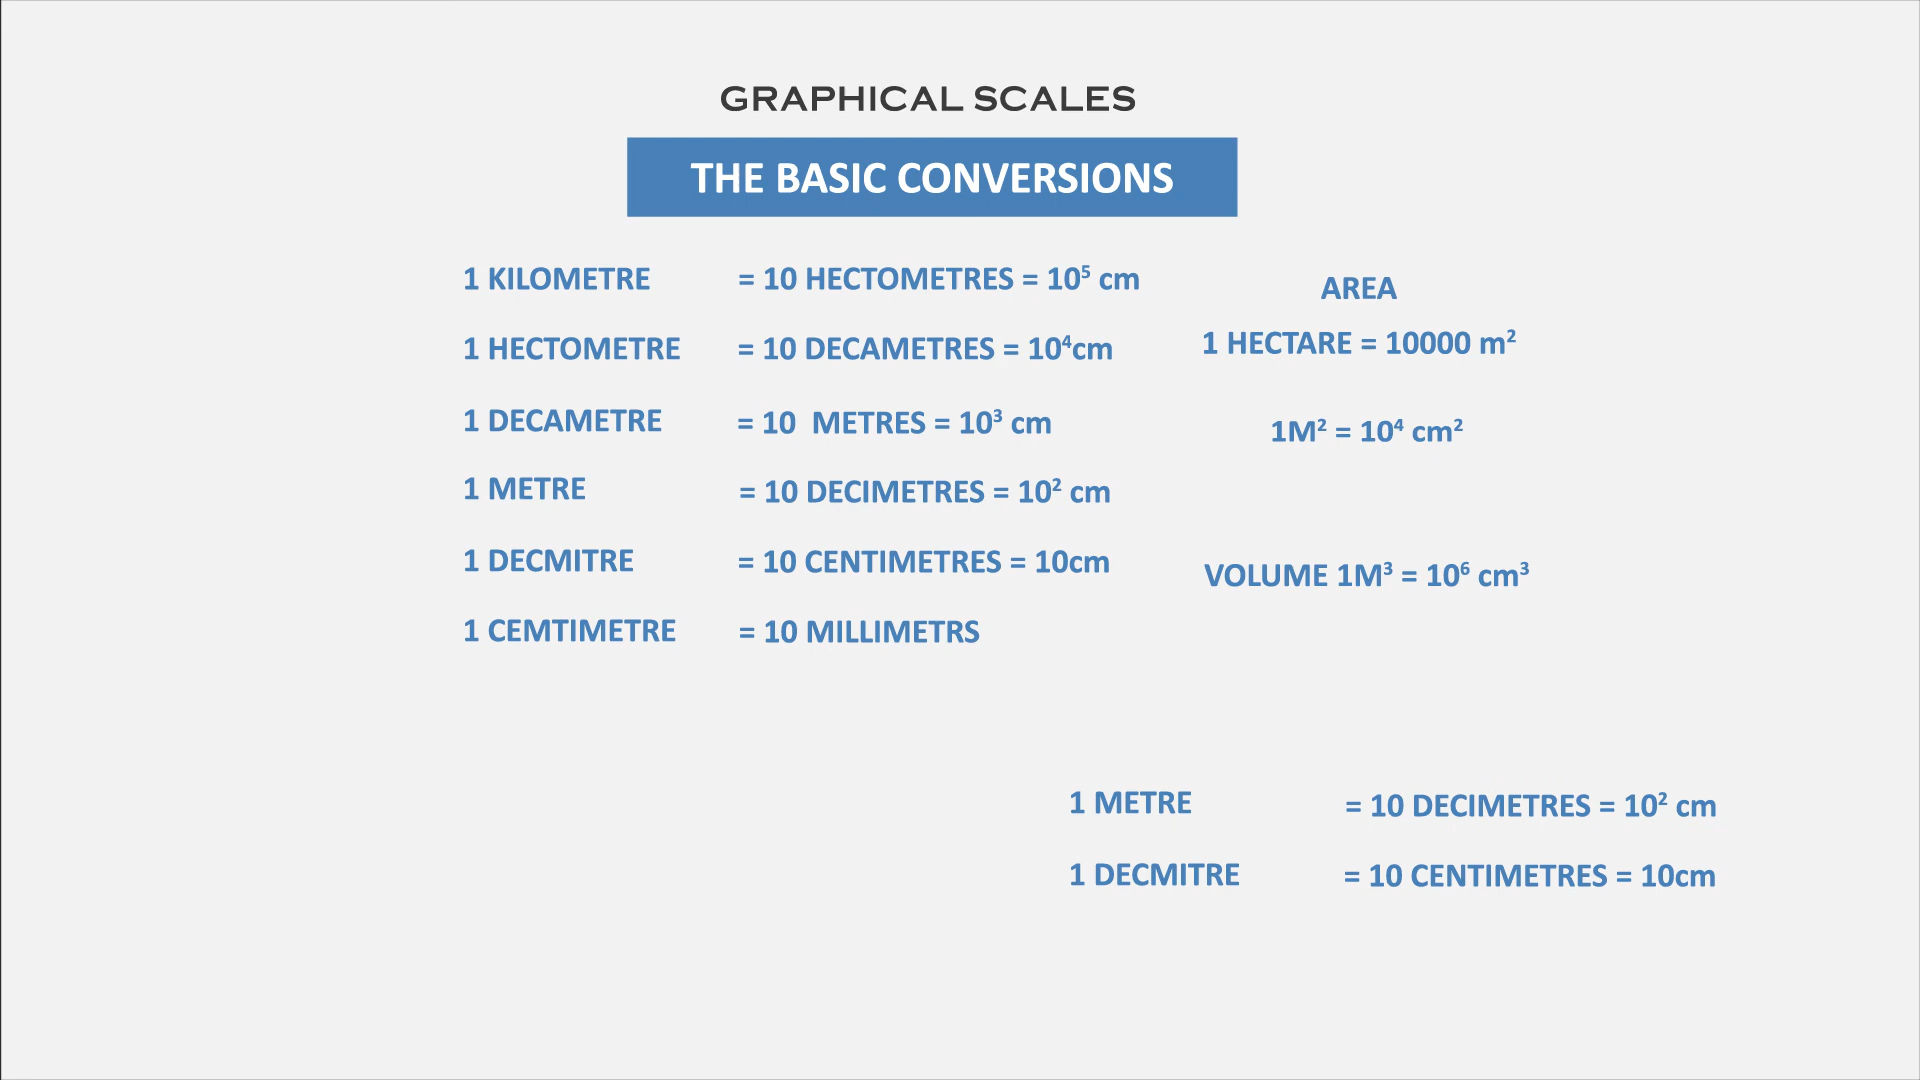 GRAPHICAL SCALES
THE BASIC CONVERSIONS
1 KILOMETRE = 10 HECTOMETRES = 10⁵ cm
1 HECTOMETRE = 10 DECAMETRES = 10⁴cm
1 DECAMETRE = 10 METRES = 10³ cm
1 METRE = 10 DECIMETRES = 10² cm
1 DECMITRE = 10 CENTIMETRES = 10cm
1 CEMTIMETRE = 10 MILLIMETRS
AREA
1 HECTARE = 10000 m²
1M² = 10⁴ cm²
VOLUME 1M³ = 10⁶ cm³
1 METRE = 10 DECIMETRES = 10² cm
1 DECMITRE = 10 CENTIMETRES = 10cm